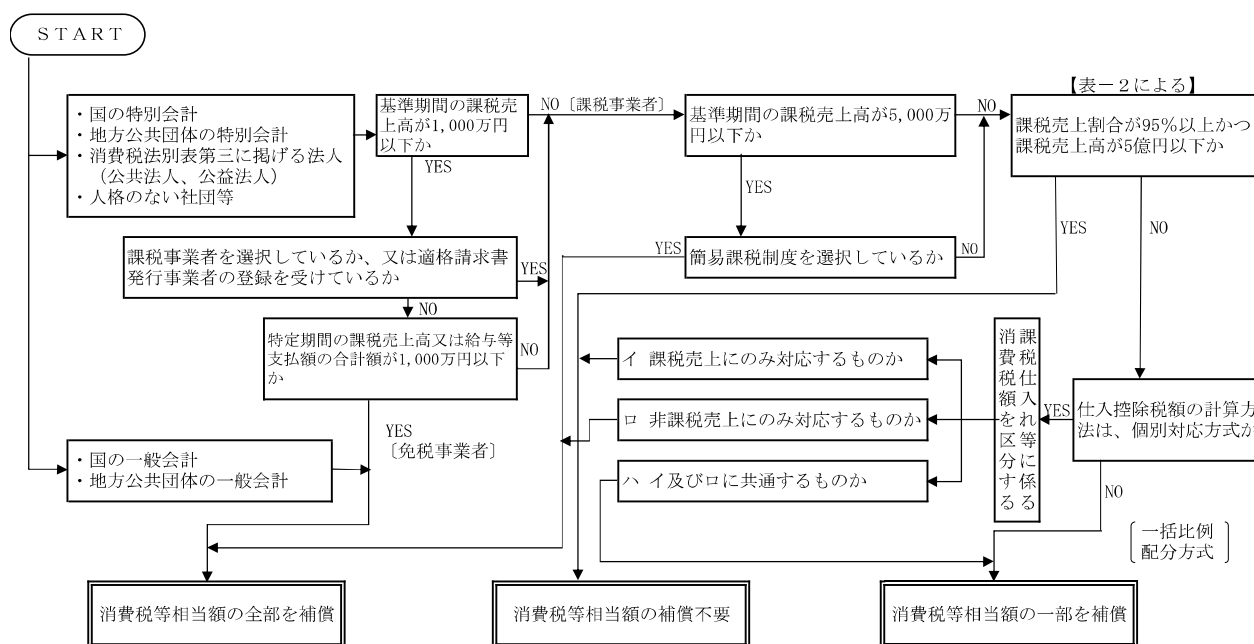 ＳＴＡＲＴ
・国の特別会計
・地方公共団体の特別会計
・消費税法別表第三に掲げる法人
（公共法人、公益法人）
・人格のない社団等
基準期間の課税売
上高が1,000万円
以下か
NO〔課税事業者〕
YES
基準期間の課税売上高が5,000万
円以下か
NO
YES
【表－２による】
課税売上割合が95％以上かつ
課税売上高が5億円以下か
YES
NO
課税事業者を選択しているか、又は適格請求書
発行事業者の登録を受けているか
YES
NO
YES
簡易課税制度を選択しているか
NO
特定期間の課税売上高又は給与等
支払額の合計額が1,000万円以下
か
NO
YES
〔免税事業者〕
イ 課税売上にのみ対応するものか
ロ 非課税売上にのみ対応するものか
ハ イ及びロに共通するものか
課税仕入れ等に係る
消費税額を区分する
YES
仕入控除税額の計算方
法は、個別対応方式か
NO
〔一括比例
配分方式〕
・国の一般会計
・地方公共団体の一般会計
消費税等相当額の全部を補償
消費税等相当額の補償不要
消費税等相当額の一部を補償